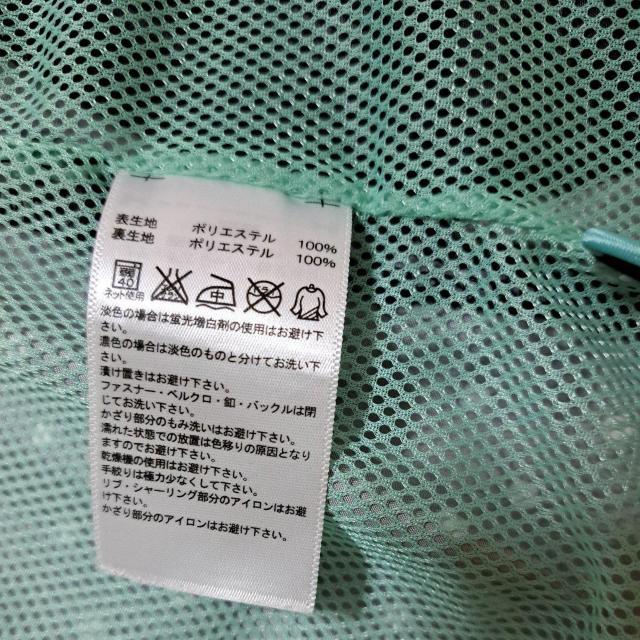 表生地 ポリエステル 100%
裏生地 ポリエステル 100%
40
中
ネット使用
淡色の場合は蛍光増白剤の使用はお避け下
さい。
濃色の場合は淡色のものと分けてお洗い下
さい。
漬け置きはお避け下さい。
ファスナー・ベルクロ・釦・バックルは閉
じてお洗い下さい。
かざり部分のもみ洗いはお避け下さい。
濡れた状態での放置は色移りの原因となり
ますのでお避け下さい。
乾燥機の使用はお避け下さい。
手絞りは極力少なくして下さい。
リブ・シャーリング部分のアイロンはお避
け下さい。
かざり部分のアイロンはお避け下さい。